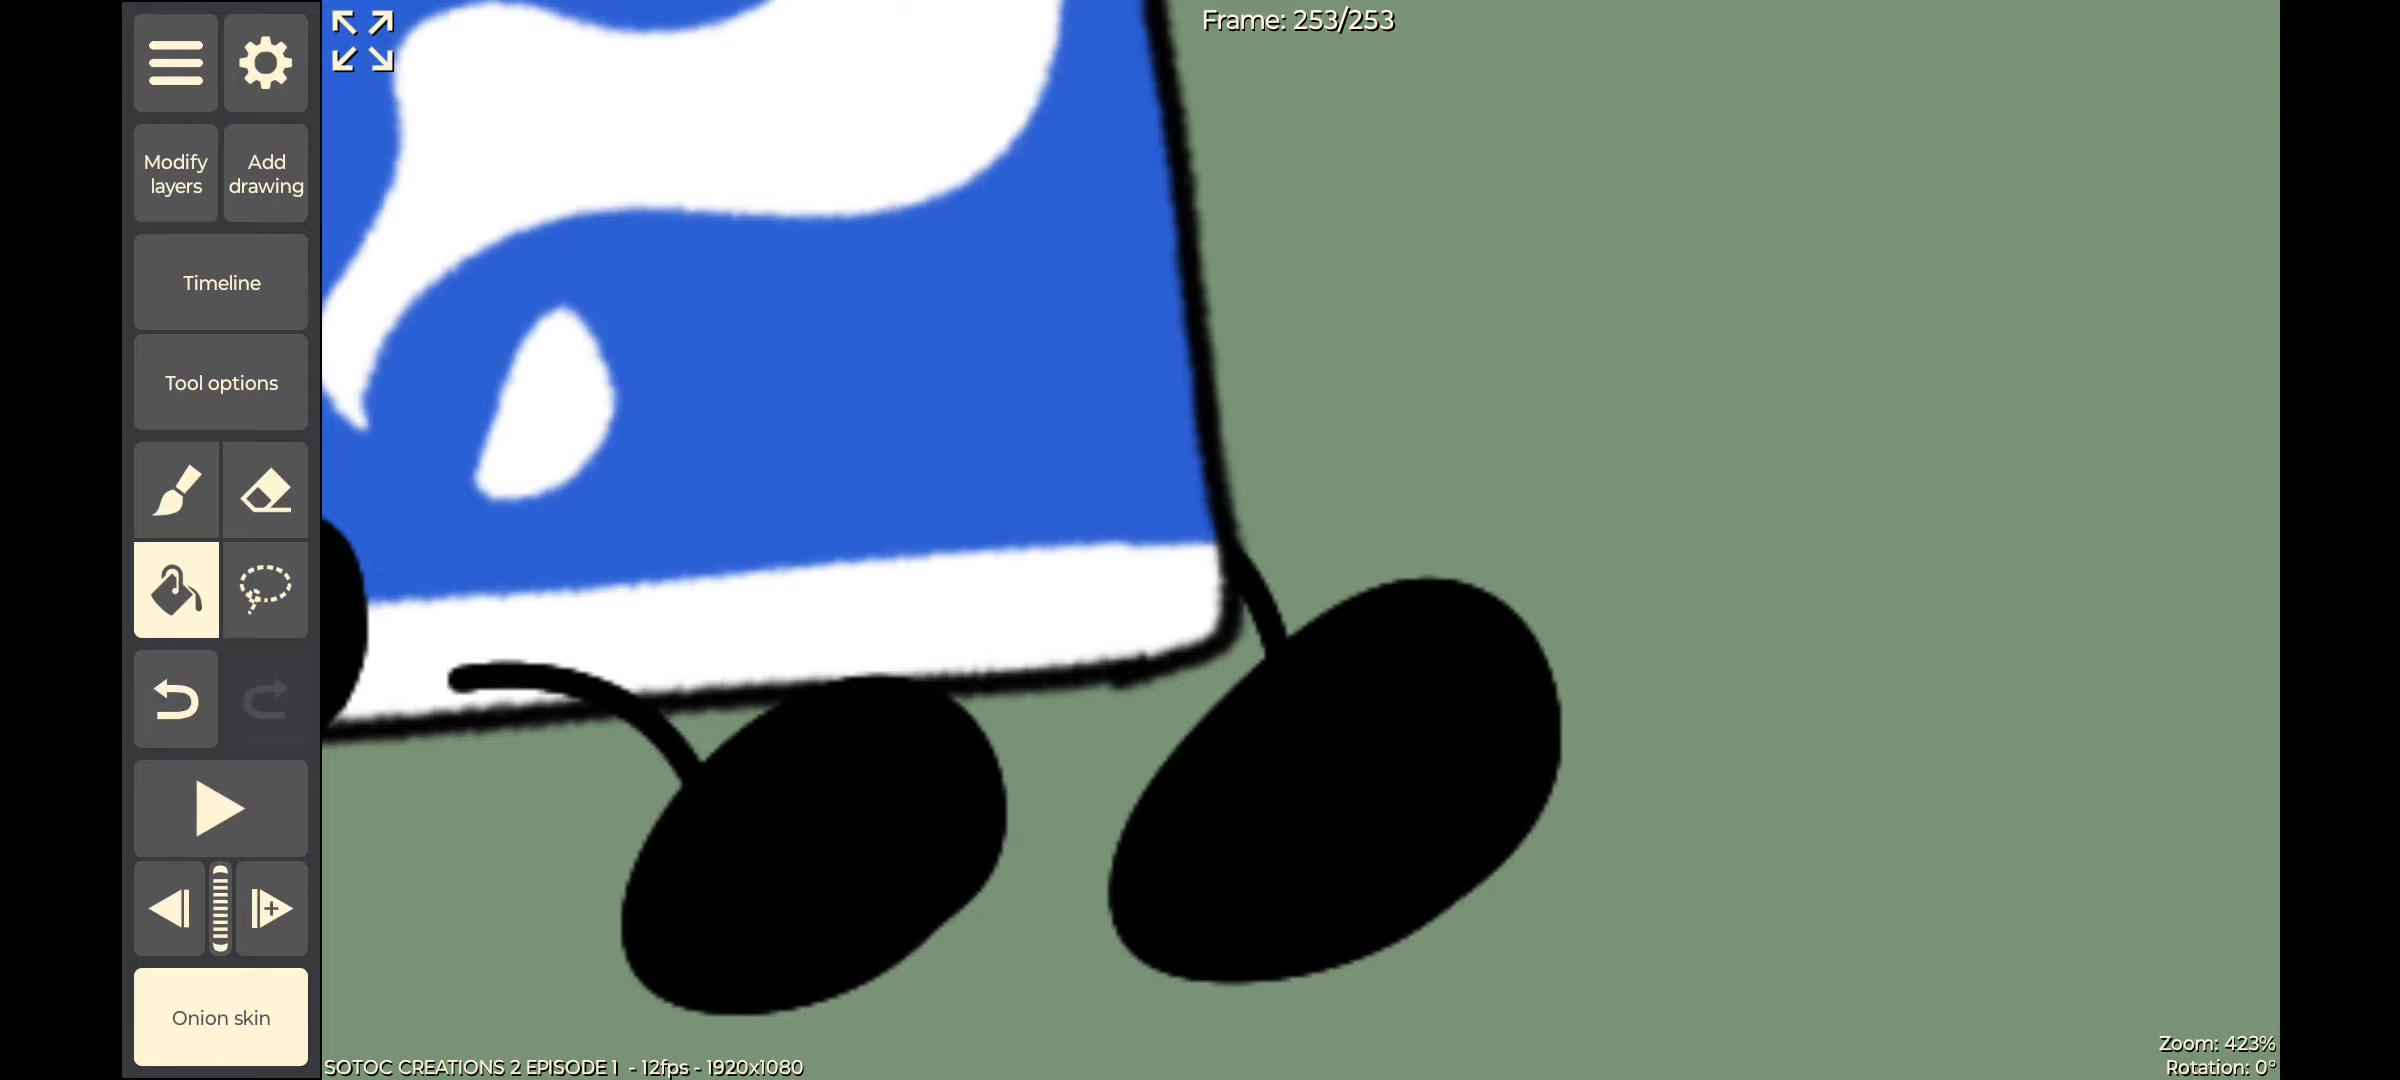 Frame: 253/253
Modify
layers
Add
drawing
Timeline
Tool options
Onion skin
SOTOC CREATIONS 2 EPISODE 1 - 12fps - 1920x1080
Zoom: 423%
Rotation: 0°